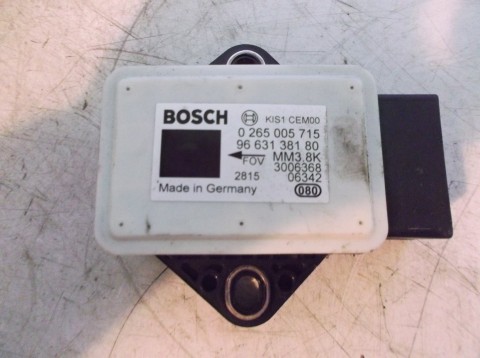 BOSCH KIS1 CEM00
0 265 005 715
96 631 381 80
FOV MM3.8K
3006368
2815 06342
Made in Germany 080